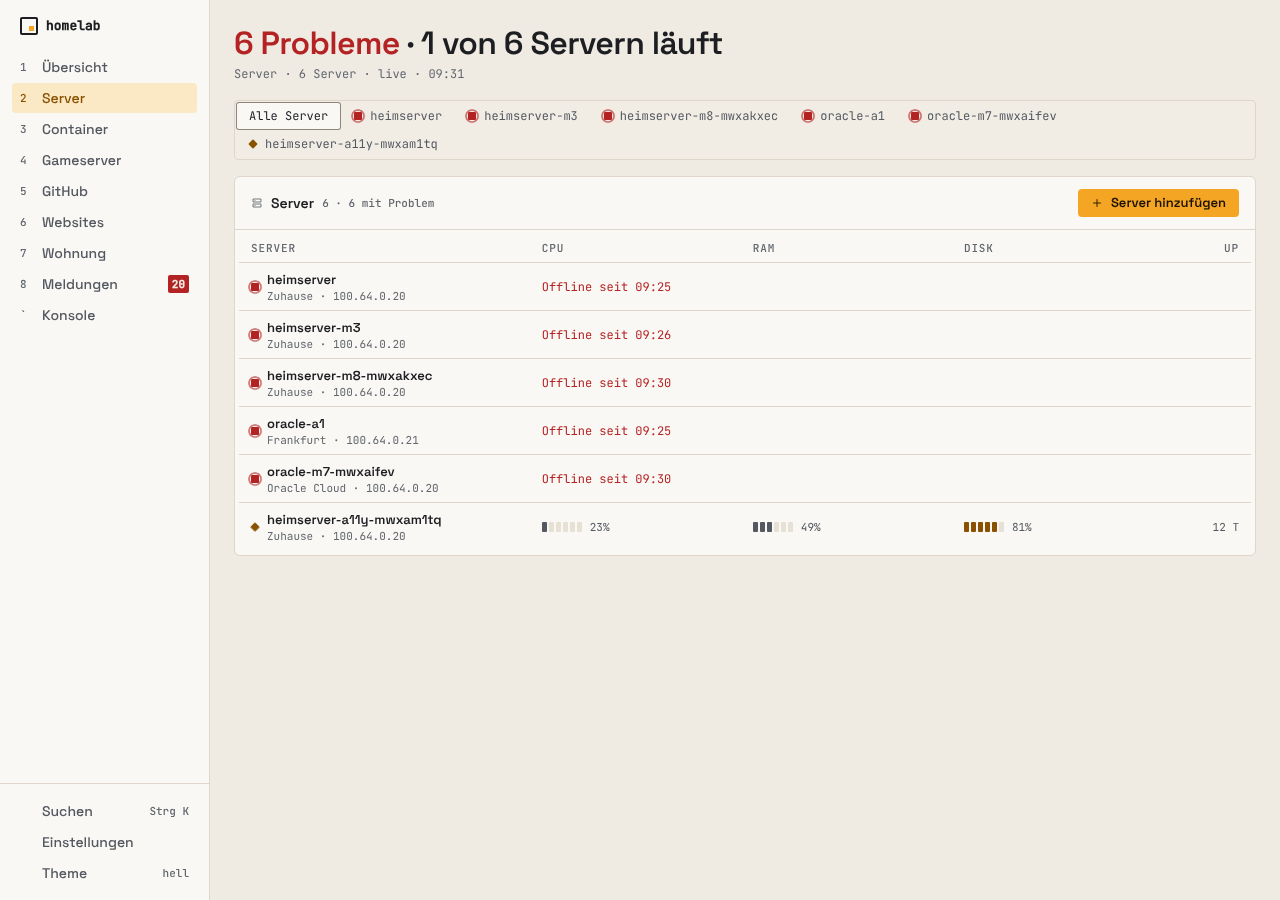 homelab
1 Übersicht
2 Server
3 Container
4 Gameserver
5 GitHub
6 Websites
7 Wohnung
8 Meldungen 20
` Konsole
Suchen Strg K
Einstellungen
Theme hell
6 Probleme · 1 von 6 Servern läuft
Server · 6 Server · live · 09:31
Alle Server heimserver heimserver-m3 heimserver-m8-mwxakxec oracle-a1 oracle-m7-mwxaifev
heimserver-a11y-mwxam1tq
Server 6 · 6 mit Problem + Server hinzufügen
SERVER CPU RAM DISK UP
heimserver
Zuhause · 100.64.0.20
Offline seit 09:25
heimserver-m3
Zuhause · 100.64.0.20
Offline seit 09:26
heimserver-m8-mwxakxec
Zuhause · 100.64.0.20
Offline seit 09:30
oracle-a1
Frankfurt · 100.64.0.21
Offline seit 09:25
oracle-m7-mwxaifev
Oracle Cloud · 100.64.0.20
Offline seit 09:30
heimserver-a11y-mwxam1tq
Zuhause · 100.64.0.20
23% 49% 81% 12 T